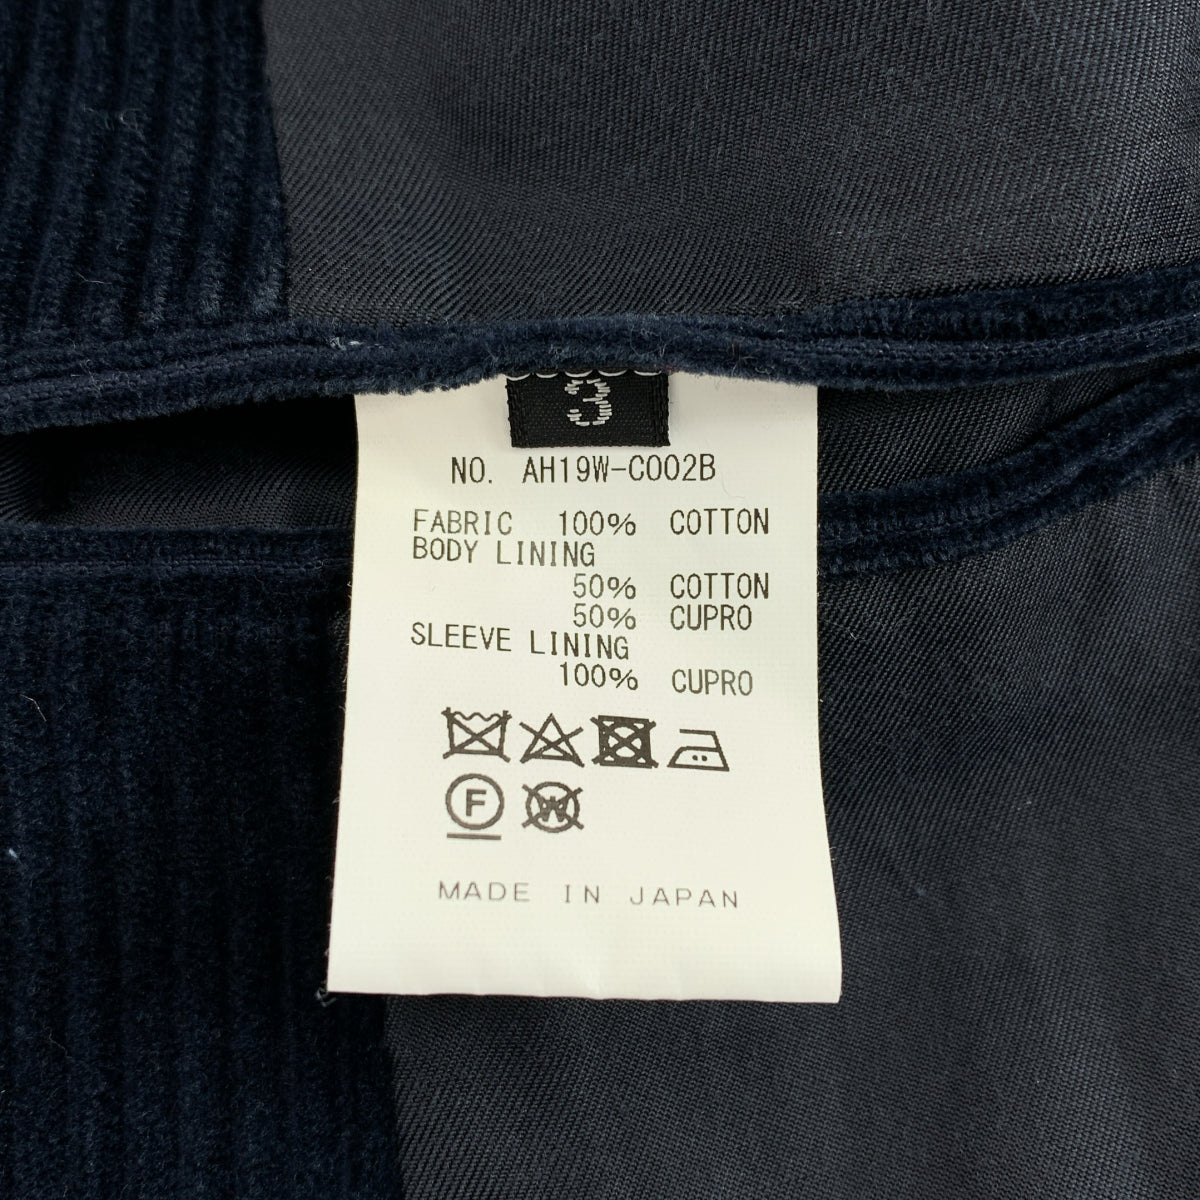 3
NO. AH19W-C002B
FABRIC 100% COTTON
BODY LINING
50% COTTON
50% CUPRO
SLEEVE LINING
100% CUPRO
F W
MADE IN JAPAN